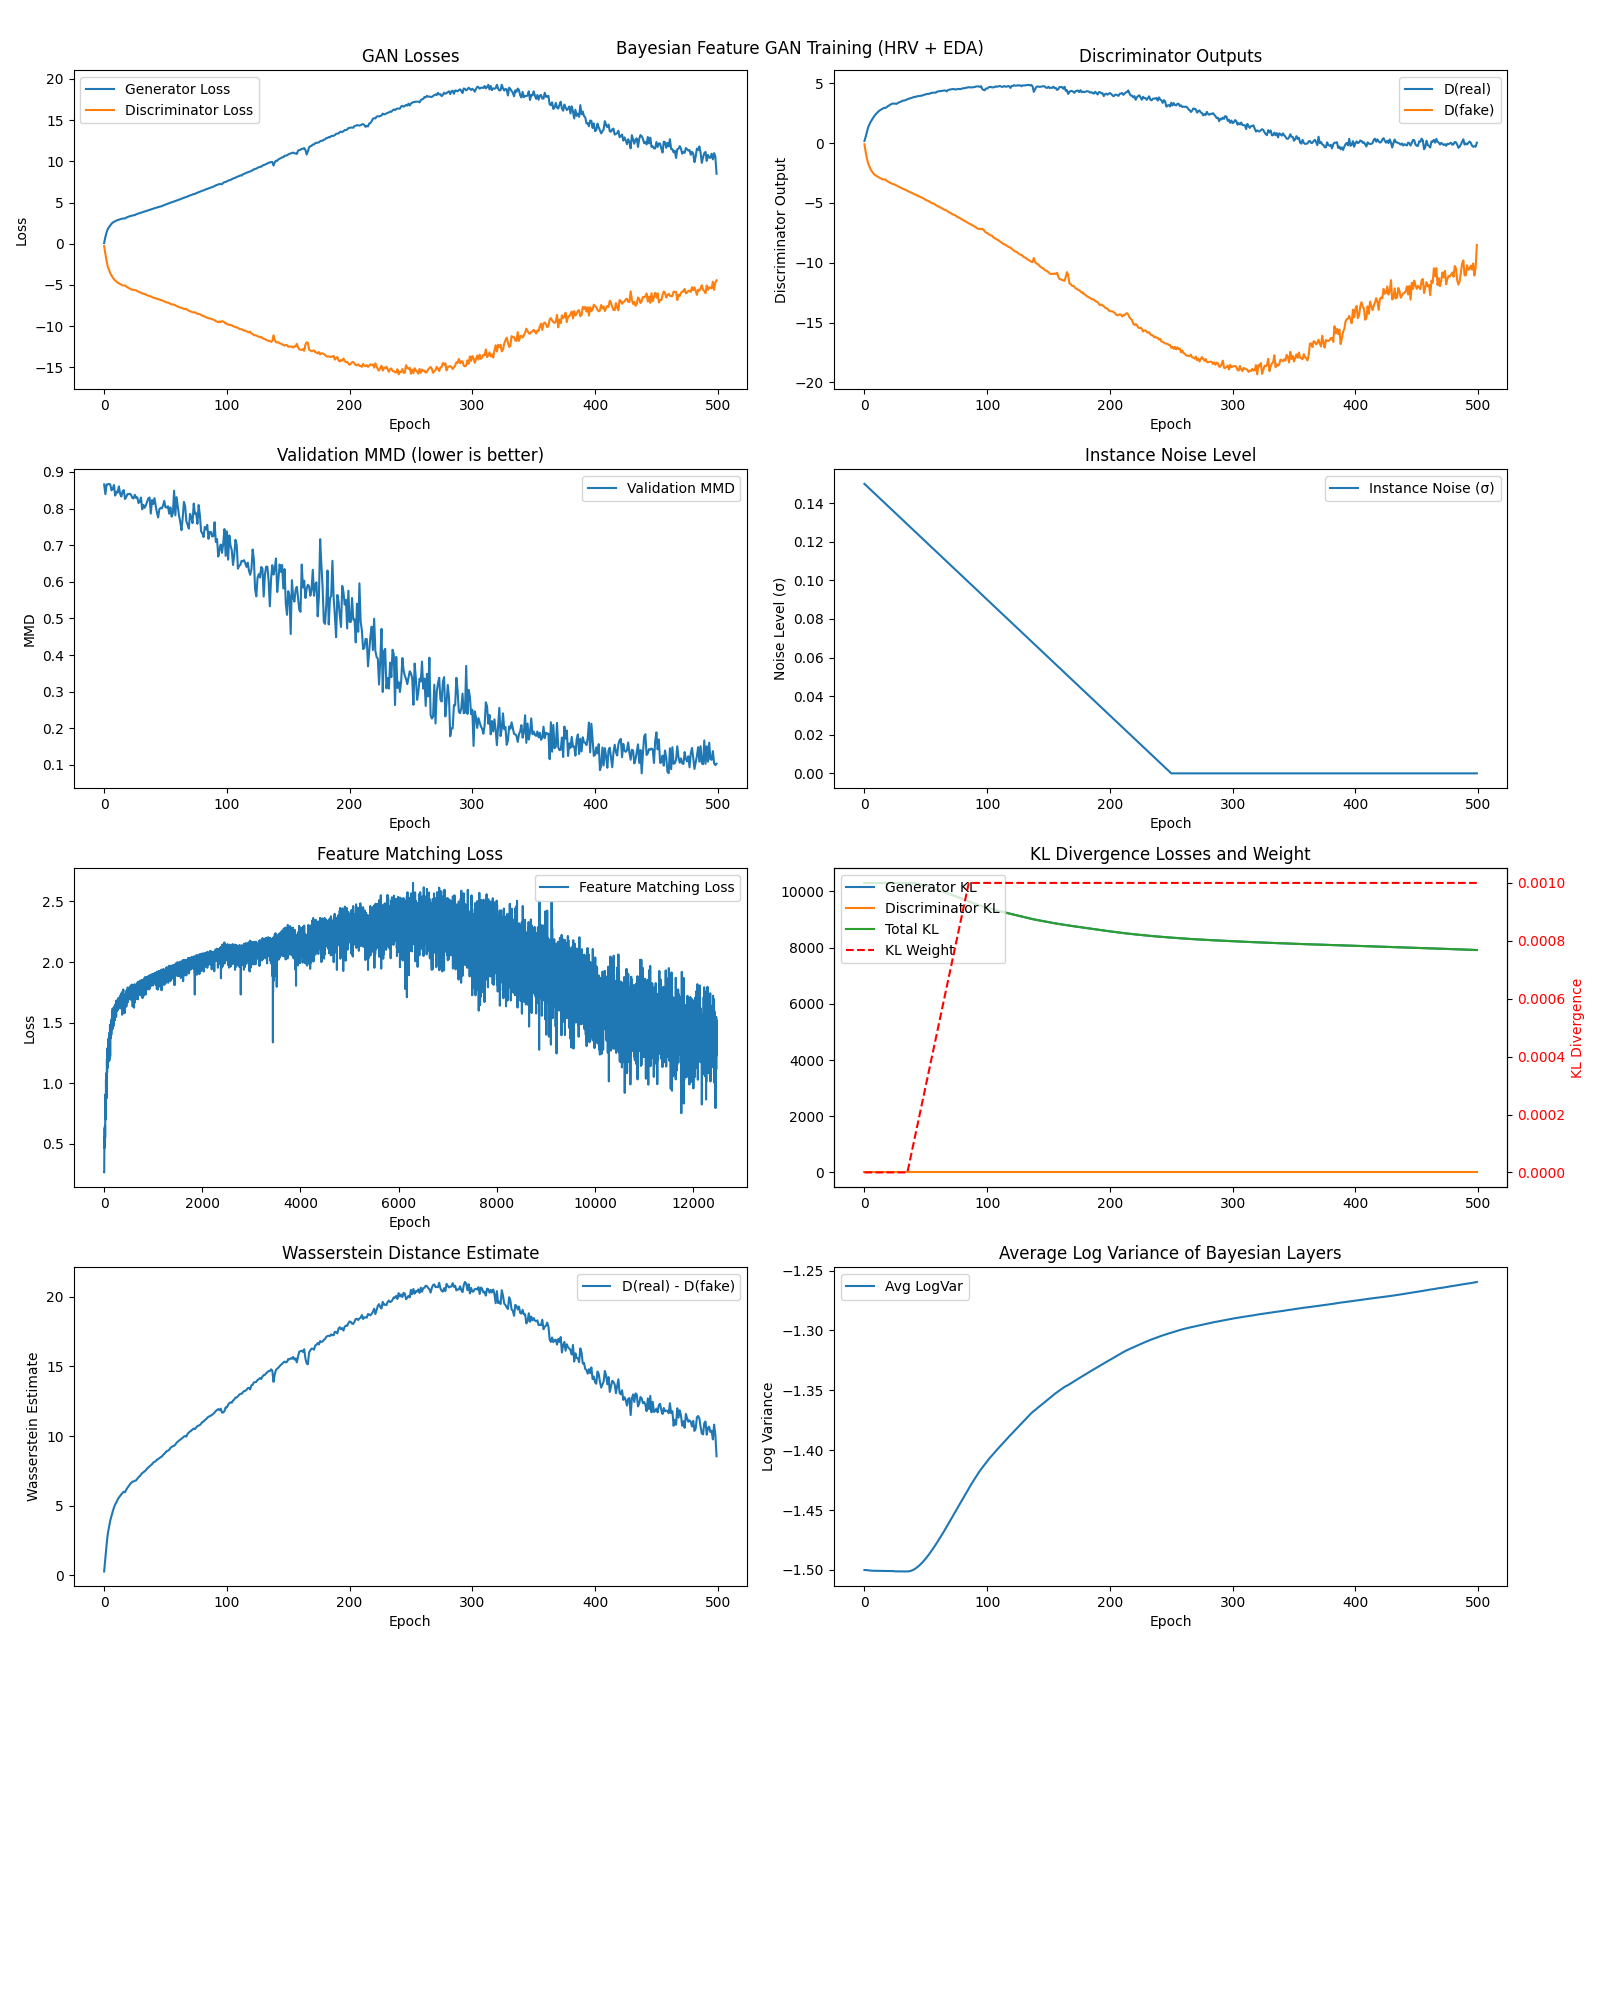 Bayesian Feature GAN Training (HRV + EDA)
GAN Losses
Generator Loss
Discriminator Loss
20
15
10
5
0
−5
−10
−15
Loss
0 100 200 300 400 500
Epoch
Discriminator Outputs
D(real)
D(fake)
5
0
−5
−10
−15
−20
Discriminator Output
0 100 200 300 400 500
Epoch
Validation MMD (lower is better)
Validation MMD
0.9
0.8
0.7
0.6
0.5
0.4
0.3
0.2
0.1
MMD
0 100 200 300 400 500
Epoch
Instance Noise Level
Instance Noise (σ)
0.14
0.12
0.10
0.08
0.06
0.04
0.02
0.00
Noise Level (σ)
0 100 200 300 400 500
Epoch
Feature Matching Loss
Feature Matching Loss
2.5
2.0
1.5
1.0
0.5
Loss
0 2000 4000 6000 8000 10000 12000
Epoch
KL Divergence Losses and Weight
Generator KL
Discriminator KL
Total KL
KL Weight
10000
8000
6000
4000
2000
0
0.0010
0.0008
0.0006
0.0004
0.0002
0.0000
KL Divergence
0 100 200 300 400 500
Wasserstein Distance Estimate
D(real) - D(fake)
20
15
10
5
0
Wasserstein Estimate
0 100 200 300 400 500
Epoch
Average Log Variance of Bayesian Layers
Avg LogVar
−1.25
−1.30
−1.35
−1.40
−1.45
−1.50
Log Variance
0 100 200 300 400 500
Epoch